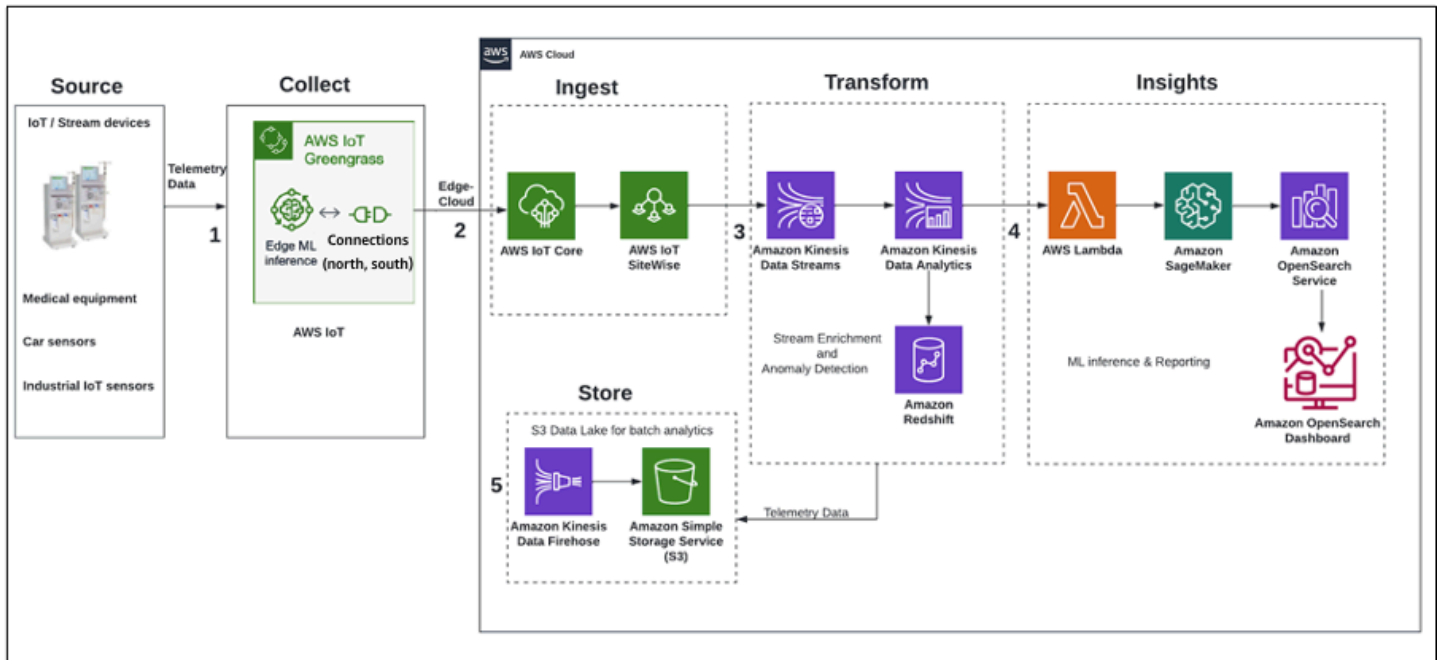 aws
AWS Cloud
Source
IoT / Stream devices
Medical equipment
Car sensors
Industrial IoT sensors
Telemetry
Data
1
Collect
AWS IoT
Greengrass
Edge ML
inference
Connections
(north, south)
AWS IoT
Edge-
Cloud
2
Ingest
AWS IoT Core
AWS IoT
SiteWise
3
Transform
Amazon Kinesis
Data Streams
Amazon Kinesis
Data Analytics
Stream Enrichment
and
Anomaly Detection
Amazon
Redshift
4
Insights
AWS Lambda
Amazon
SageMaker
Amazon
OpenSearch
Service
ML inference & Reporting
Amazon OpenSearch
Dashboard
Store
S3 Data Lake for batch analytics
5
Amazon Kinesis
Data Firehose
Amazon Simple
Storage Service
(S3)
Telemetry Data